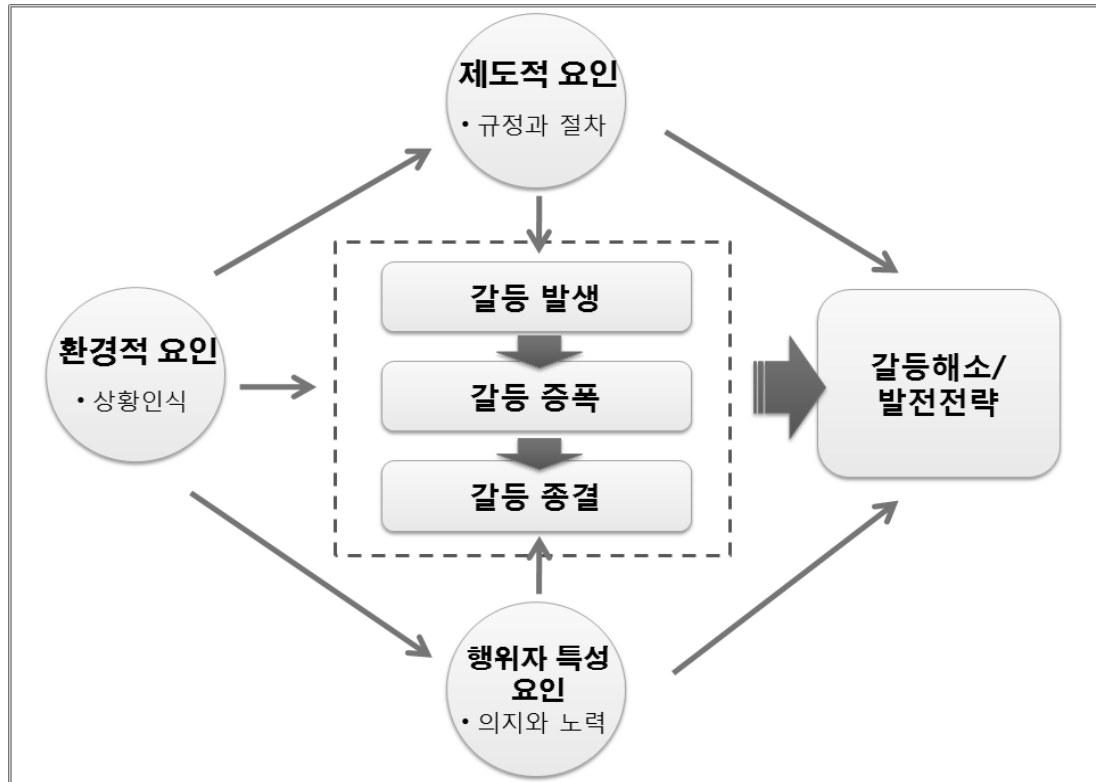 제도적 요인
• 규정과 절차
갈등 발생
환경적 요인
• 상황인식
갈등 증폭
갈등해소/
발전전략
갈등 종결
행위자 특성
요인
• 의지와 노력